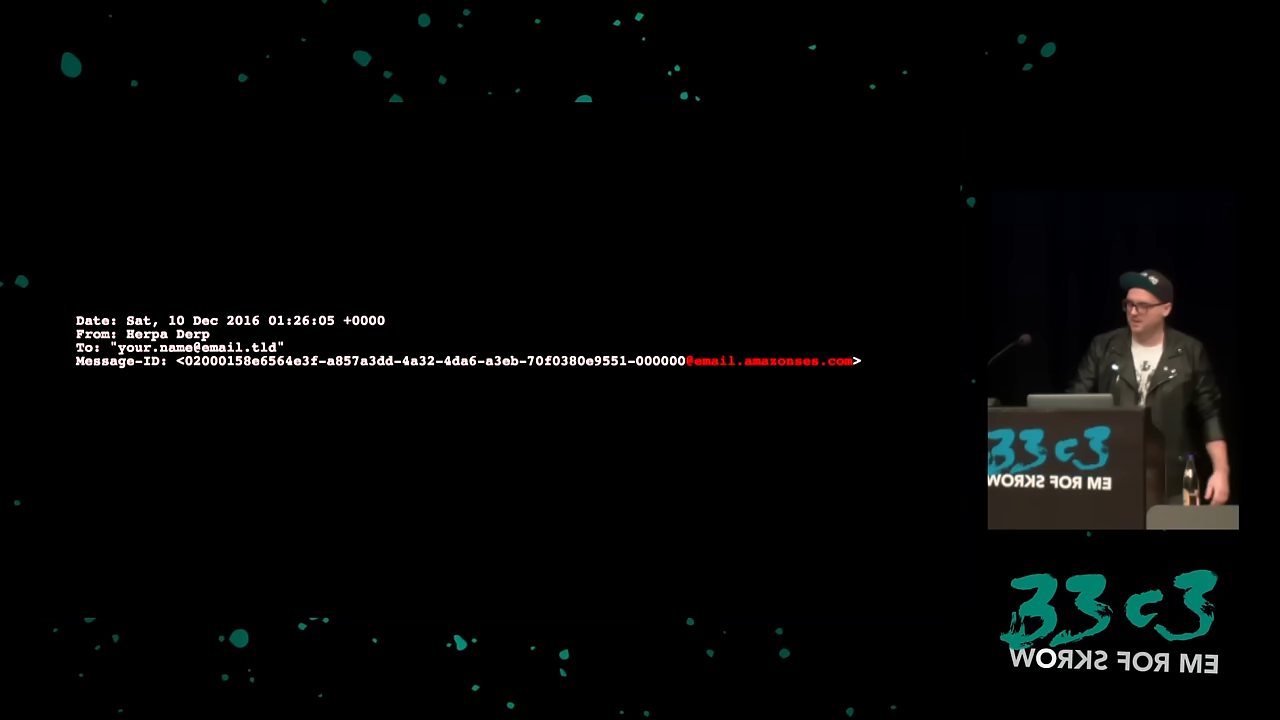 Date: Sat, 10 Dec 2016 01:26:05 +0000
From: Herpa Derp
To: "your.name@email.tld"
Message-ID: <02000158e6564e3f-a857a3dd-4a32-4da6-a3eb-70f0380e9551-000000@email.amazonses.com>
33c3
WORKS FOR ME
33c3
WORKS FOR ME